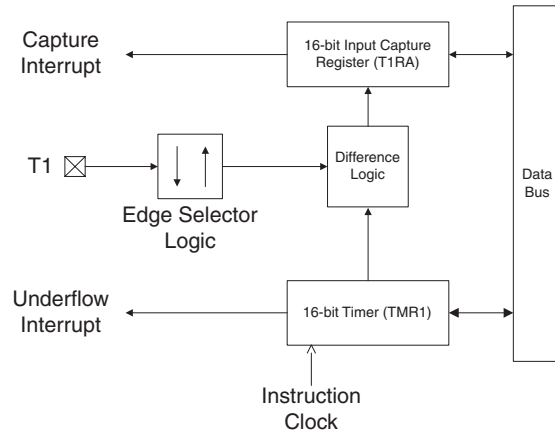 Capture
Interrupt
16-bit Input Capture
Register (T1RA)
T1
Edge Selector
Logic
Difference
Logic
Data
Bus
Underflow
Interrupt
16-bit Timer (TMR1)
Instruction
Clock